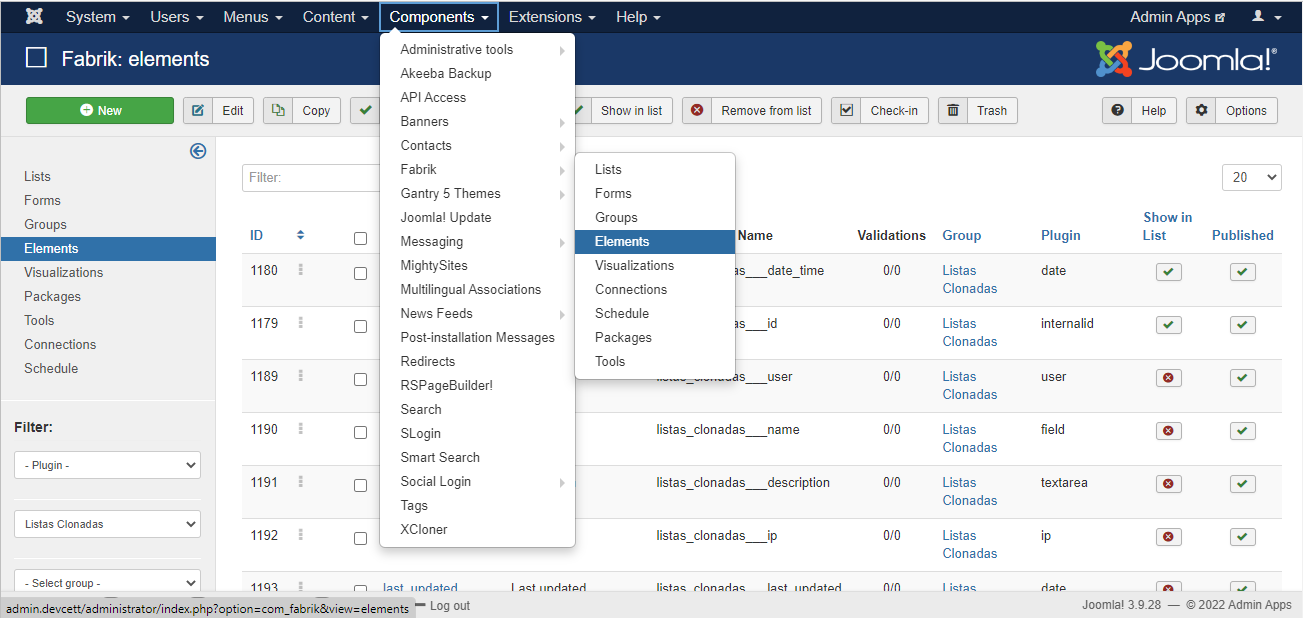 System Users Menus Content Components Extensions Help Admin Apps
Fabrik: elements
Joomla!®
New Edit Copy Show in list Remove from list Check-in Trash Help Options
Administrative tools
Akeeba Backup
API Access
Banners
Contacts
Fabrik
Gantry 5 Themes
Joomla! Update
Messaging
MightySites
Multilingual Associations
News Feeds
Post-installation Messages
Redirects
RSPageBuilder!
Search
SLogin
Smart Search
Social Login
Tags
XCloner
Lists
Forms
Groups
Elements
Visualizations
Connections
Schedule
Packages
Tools
Lists
Forms
Groups
Elements
Visualizations
Packages
Tools
Connections
Schedule
Filter:
- Plugin -
Listas Clonadas
- Select group -
Filter:
20
ID Name Validations Group Plugin Show in List Published
1180 as___date_time 0/0 Listas Clonadas date
1179 as___id 0/0 Listas Clonadas internalid
1189 listas_clonadas___user 0/0 Listas Clonadas user
1190 listas_clonadas___name 0/0 Listas Clonadas field
1191 listas_clonadas___description 0/0 Listas Clonadas textarea
1192 listas_clonadas___ip 0/0 Listas Clonadas ip
1193 last_updated Last updated listas_clonadas___last_updated 0/0 Listas date
admin.devcett/administrator/index.php?option=com_fabrik&view=elements
Log out
Joomla! 3.9.28 — © 2022 Admin Apps